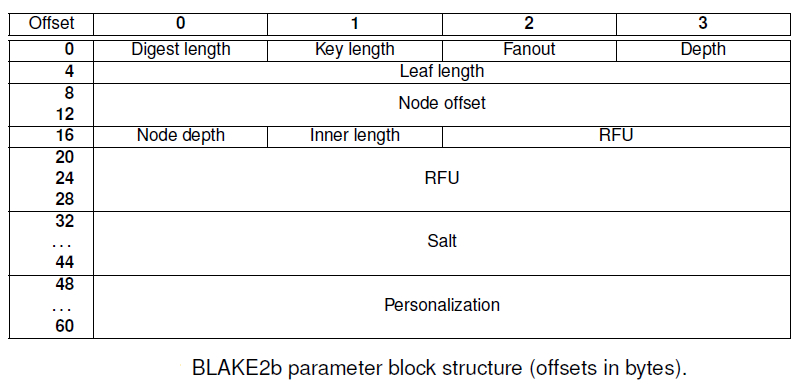 Offset 0 1 2 3
0 Digest length Key length Fanout Depth
4 Leaf length
8
Node offset
12
16 Node depth Inner length RFU
20
24 RFU
28
32
... Salt
44
48
... Personalization
60
BLAKE2b parameter block structure (offsets in bytes).